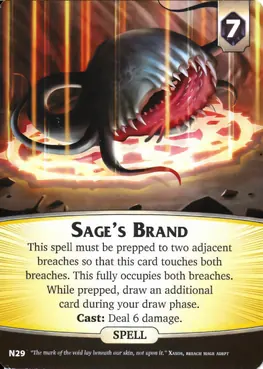 7
SAGE'S BRAND
This spell must be prepped to two adjacent
breaches so that this card touches both
breaches. This fully occupies both breaches.
While prepped, draw an additional
card during your draw phase.
Cast: Deal 6 damage.
SPELL
N29 "The mark of the void lay beneath our skin, not upon it." XAXOS, BREACH MAGE ADEPT